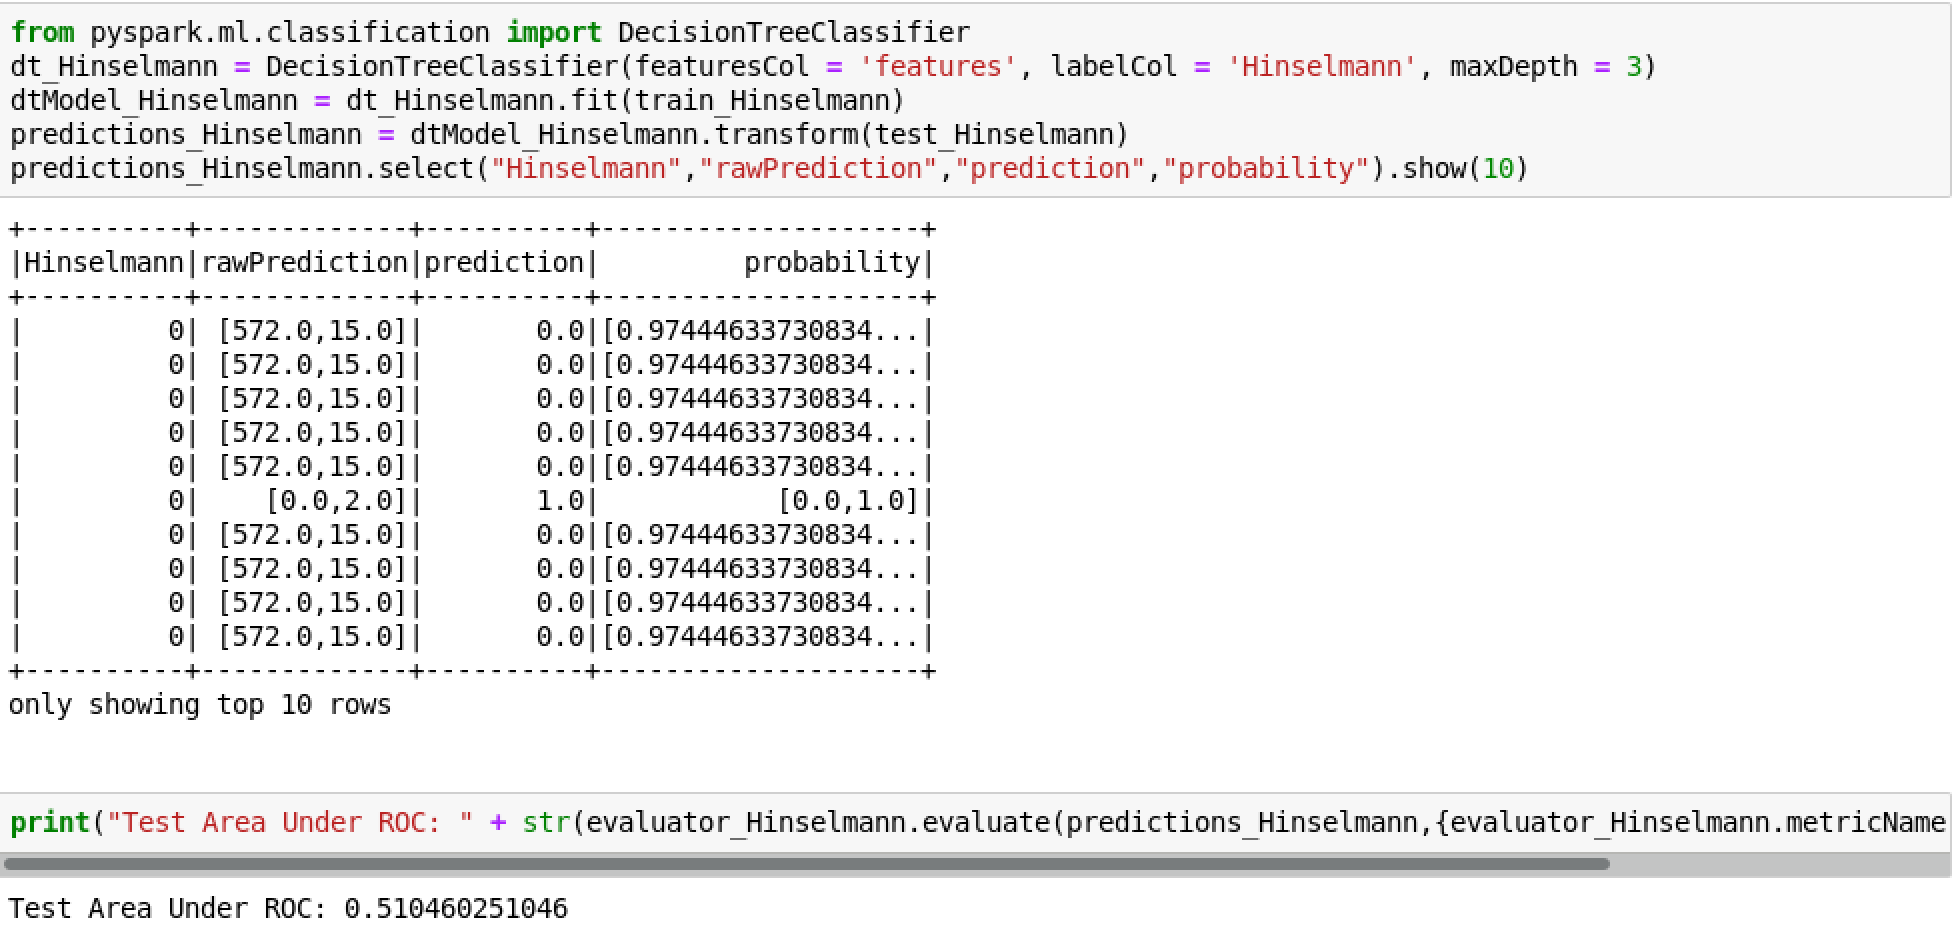 from pyspark.ml.classification import DecisionTreeClassifier
dt_Hinselmann = DecisionTreeClassifier(featuresCol = 'features', labelCol = 'Hinselmann', maxDepth = 3)
dtModel_Hinselmann = dt_Hinselmann.fit(train_Hinselmann)
predictions_Hinselmann = dtModel_Hinselmann.transform(test_Hinselmann)
predictions_Hinselmann.select("Hinselmann","rawPrediction","prediction","probability").show(10)
+----------+-------------+----------+--------------------+
|Hinselmann|rawPrediction|prediction|         probability|
+----------+-------------+----------+--------------------+
|         0| [572.0,15.0]|       0.0|[0.97444633730834...|
|         0| [572.0,15.0]|       0.0|[0.97444633730834...|
|         0| [572.0,15.0]|       0.0|[0.97444633730834...|
|         0| [572.0,15.0]|       0.0|[0.97444633730834...|
|         0| [572.0,15.0]|       0.0|[0.97444633730834...|
|         0|    [0.0,2.0]|       1.0|           [0.0,1.0]|
|         0| [572.0,15.0]|       0.0|[0.97444633730834...|
|         0| [572.0,15.0]|       0.0|[0.97444633730834...|
|         0| [572.0,15.0]|       0.0|[0.97444633730834...|
|         0| [572.0,15.0]|       0.0|[0.97444633730834...|
+----------+-------------+----------+--------------------+
only showing top 10 rows
print("Test Area Under ROC: " + str(evaluator_Hinselmann.evaluate(predictions_Hinselmann,{evaluator_Hinselmann.metricName
Test Area Under ROC: 0.510460251046